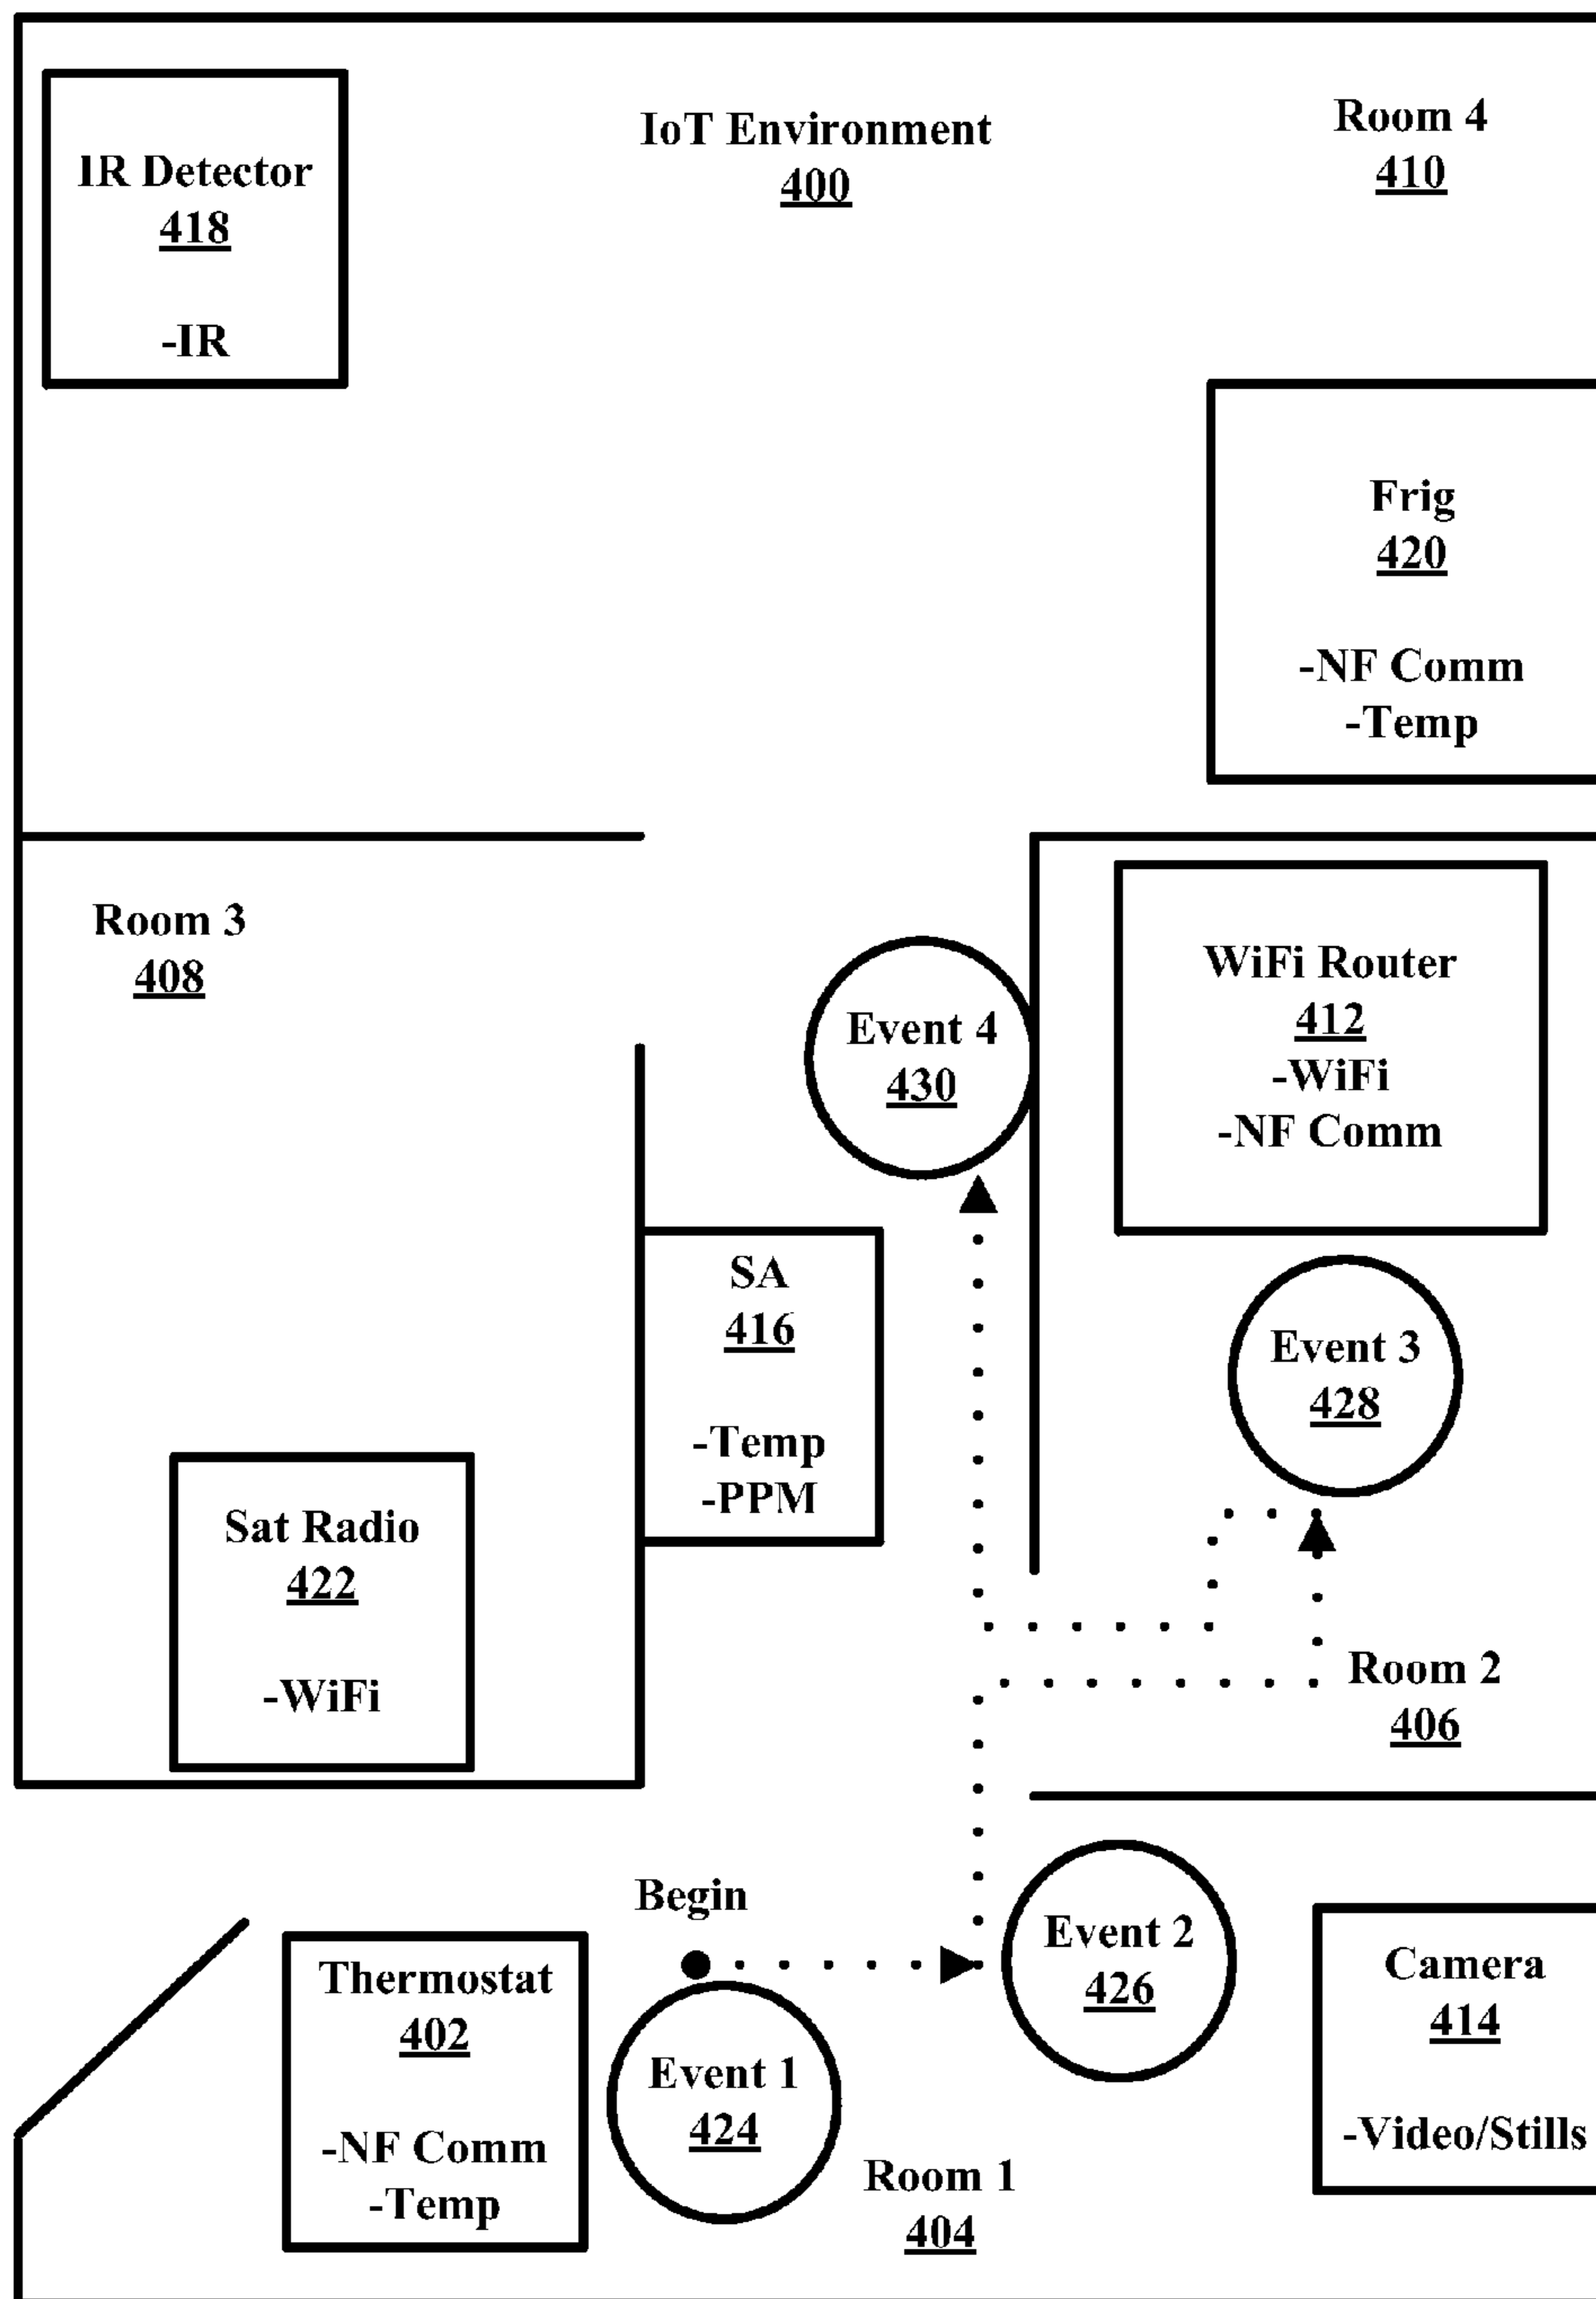 IoT Environment
400
Room 4
410
IR Detector
418
-IR
Frig
420
-NF Comm
-Temp
Room 3
408
WiFi Router
412
-WiFi
-NF Comm
Event 4
430
SA
416
-Temp
-PPM
Event 3
428
Sat Radio
422
-WiFi
Room 2
406
Begin
Thermostat
402
-NF Comm
-Temp
Event 1
424
Event 2
426
Camera
414
-Video/Stills
Room 1
404